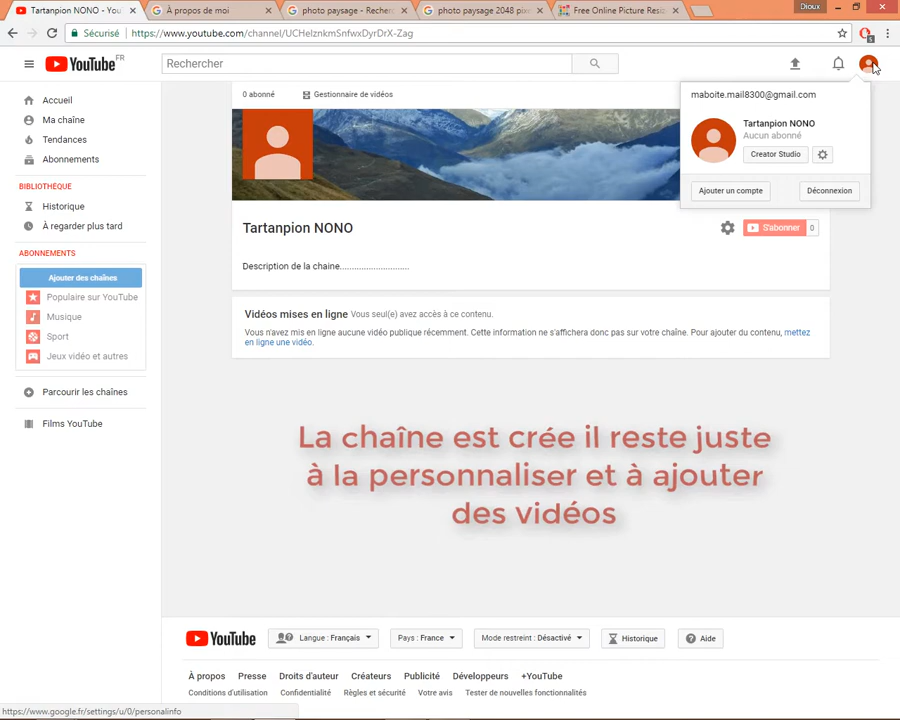 Tartanpion NONO - You
À propos de moi
photo paysage - Recherc
photo paysage 2048 pixe
Free Online Picture Resi
Dioux
Sécurisé
https://www.youtube.com/channel/UCHelznkmSnfwxDyrDrX-Zag
5
YouTube FR
Rechercher
Accueil
Ma chaîne
Tendances
Abonnements
BIBLIOTHÈQUE
Historique
À regarder plus tard
ABONNEMENTS
Ajouter des chaînes
Populaire sur YouTube
Musique
Sport
Jeux vidéo et autres
Parcourir les chaînes
Films YouTube
0 abonné
Gestionnaire de vidéos
maboite.mail8300@gmail.com
Tartanpion NONO
Aucun abonné
Creator Studio
Ajouter un compte
Déconnexion
Tartanpion NONO
S'abonner 0
Description de la chaine............................
Vidéos mises en ligne Vous seul(e) avez accès à ce contenu.
Vous n'avez mis en ligne aucune vidéo publique récemment. Cette information ne s'affichera donc pas sur votre chaîne. Pour ajouter du contenu, mettez
en ligne une vidéo.
La chaîne est crée il reste juste
à la personnaliser et à ajouter
des vidéos
YouTube
Langue : Français
Pays : France
Mode restreint : Désactivé
Historique
Aide
À propos
Presse
Droits d'auteur
Créateurs
Publicité
Développeurs
+YouTube
Conditions d'utilisation
Confidentialité
Règles et sécurité
Votre avis
Tester de nouvelles fonctionnalités
https://www.google.fr/settings/u/0/personalinfo